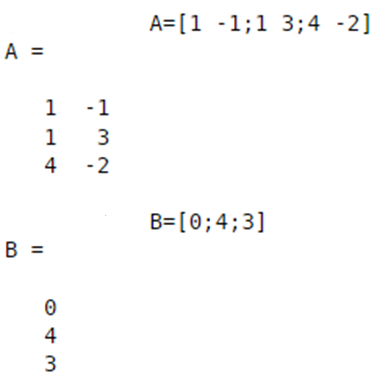 A=[1 -1;1 3;4 -2]
A =
1 -1
1 3
4 -2
B=[0;4;3]
B =
0
4
3